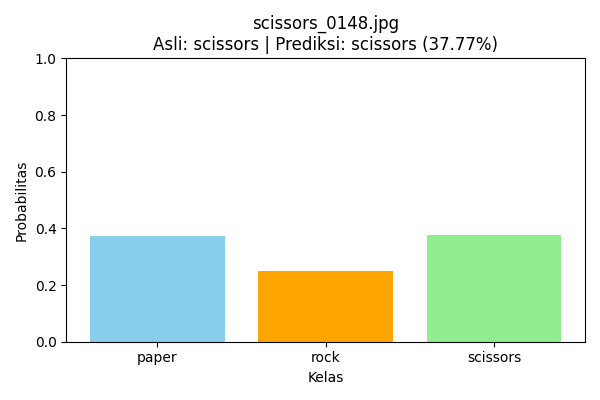 scissors_0148.jpg
Asli: scissors | Prediksi: scissors (37.77%)
1.0
0.8
0.6
0.4
0.2
0.0
Probabilitas
paper rock scissors
Kelas